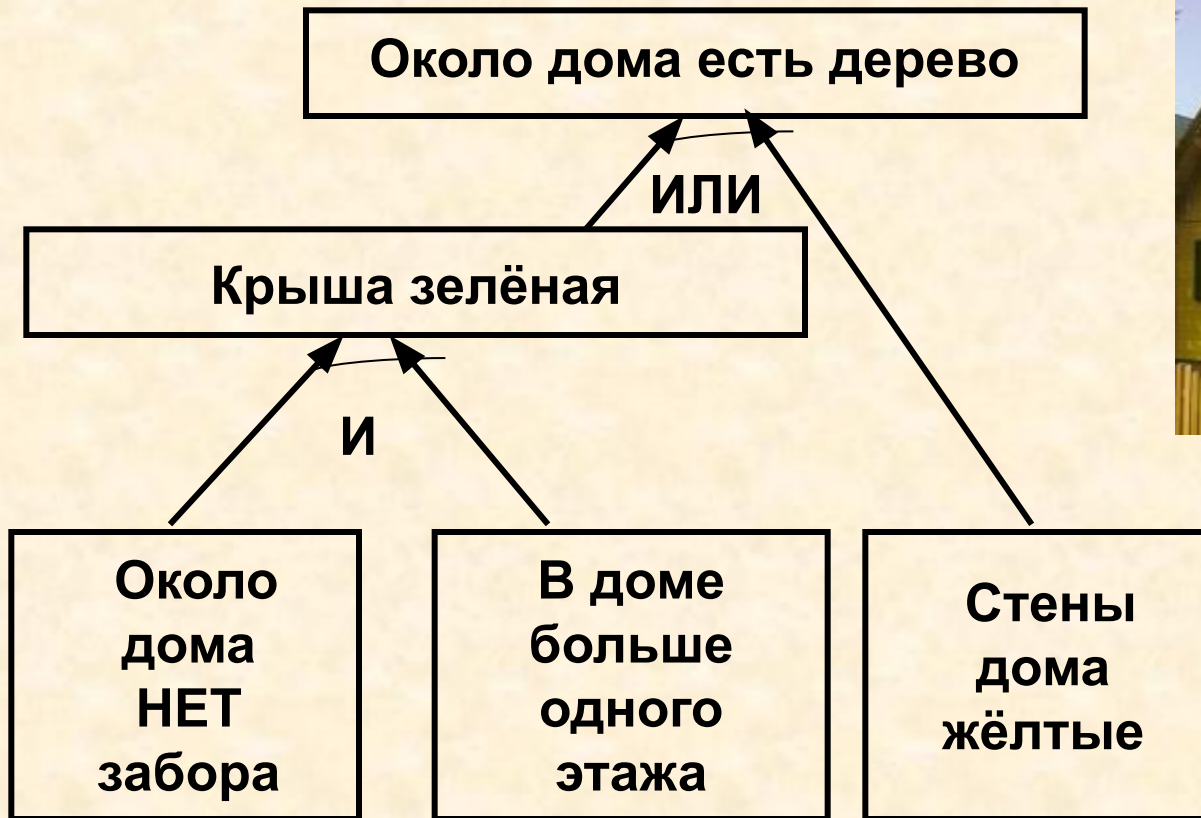 Около дома есть дерево
ИЛИ
Крыша зелёная
И
Около
дома
НЕТ
забора
В доме
больше
одного
этажа
Стены
дома
жёлтые